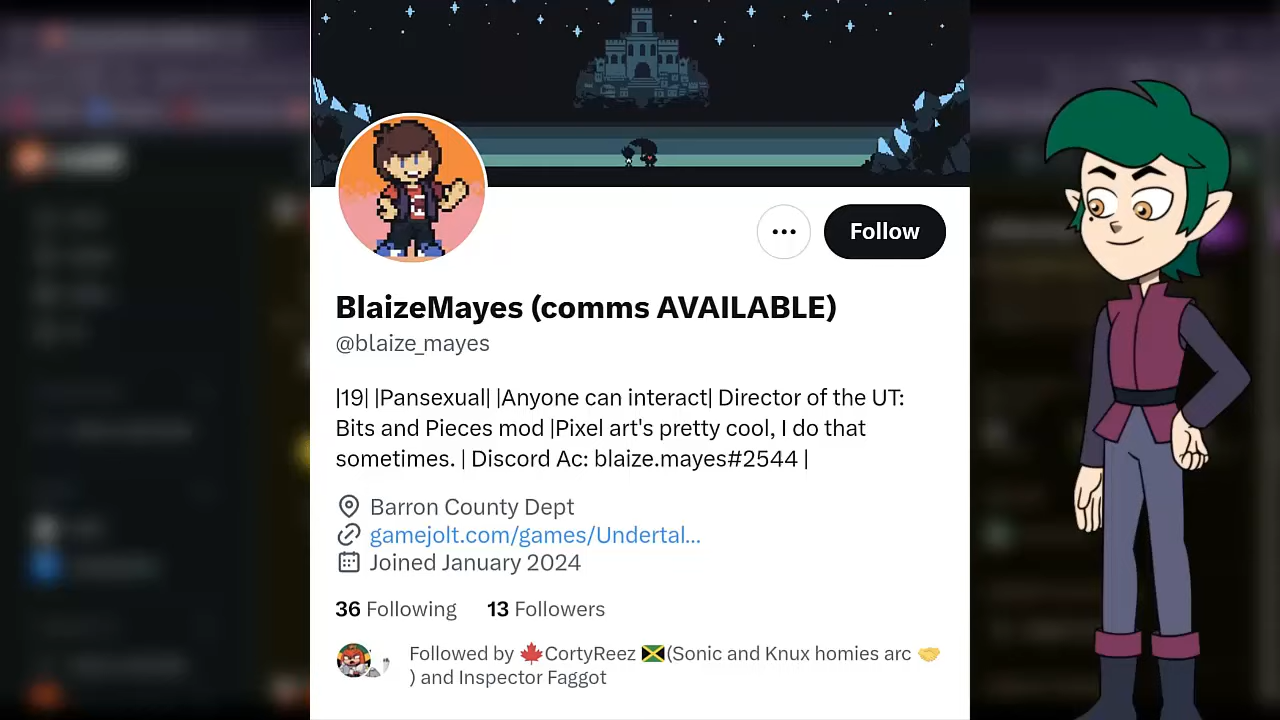 Follow
BlaizeMayes (comms AVAILABLE)
@blaize_mayes
|19| |Pansexual| |Anyone can interact| Director of the UT:
Bits and Pieces mod |Pixel art's pretty cool, I do that
sometimes. | Discord Ac: blaize.mayes#2544 |
Barron County Dept
gamejolt.com/games/Undertal...
Joined January 2024
36 Following 13 Followers
Followed by 🍁CortyReez 🇯🇲(Sonic and Knux homies arc 🤝
) and Inspector Faggot